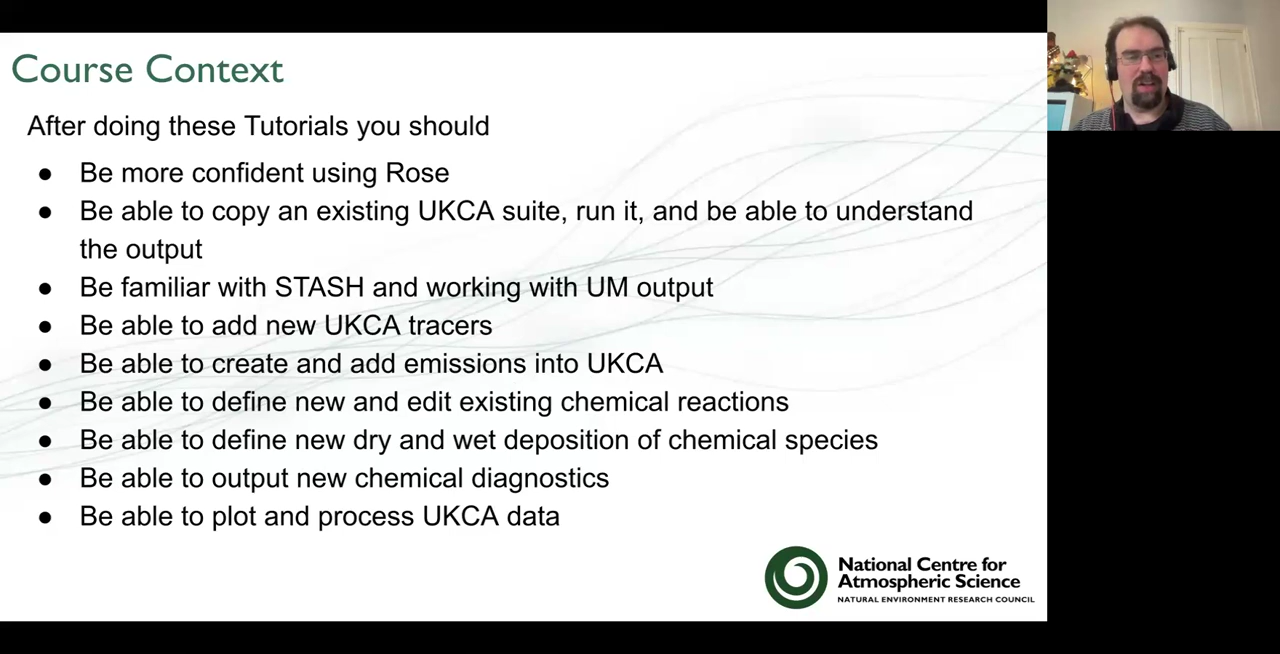 Course Context
After doing these Tutorials you should
● Be more confident using Rose
● Be able to copy an existing UKCA suite, run it, and be able to understand
the output
● Be familiar with STASH and working with UM output
● Be able to add new UKCA tracers
● Be able to create and add emissions into UKCA
● Be able to define new and edit existing chemical reactions
● Be able to define new dry and wet deposition of chemical species
● Be able to output new chemical diagnostics
● Be able to plot and process UKCA data
National Centre for
Atmospheric Science
NATURAL ENVIRONMENT RESEARCH COUNCIL